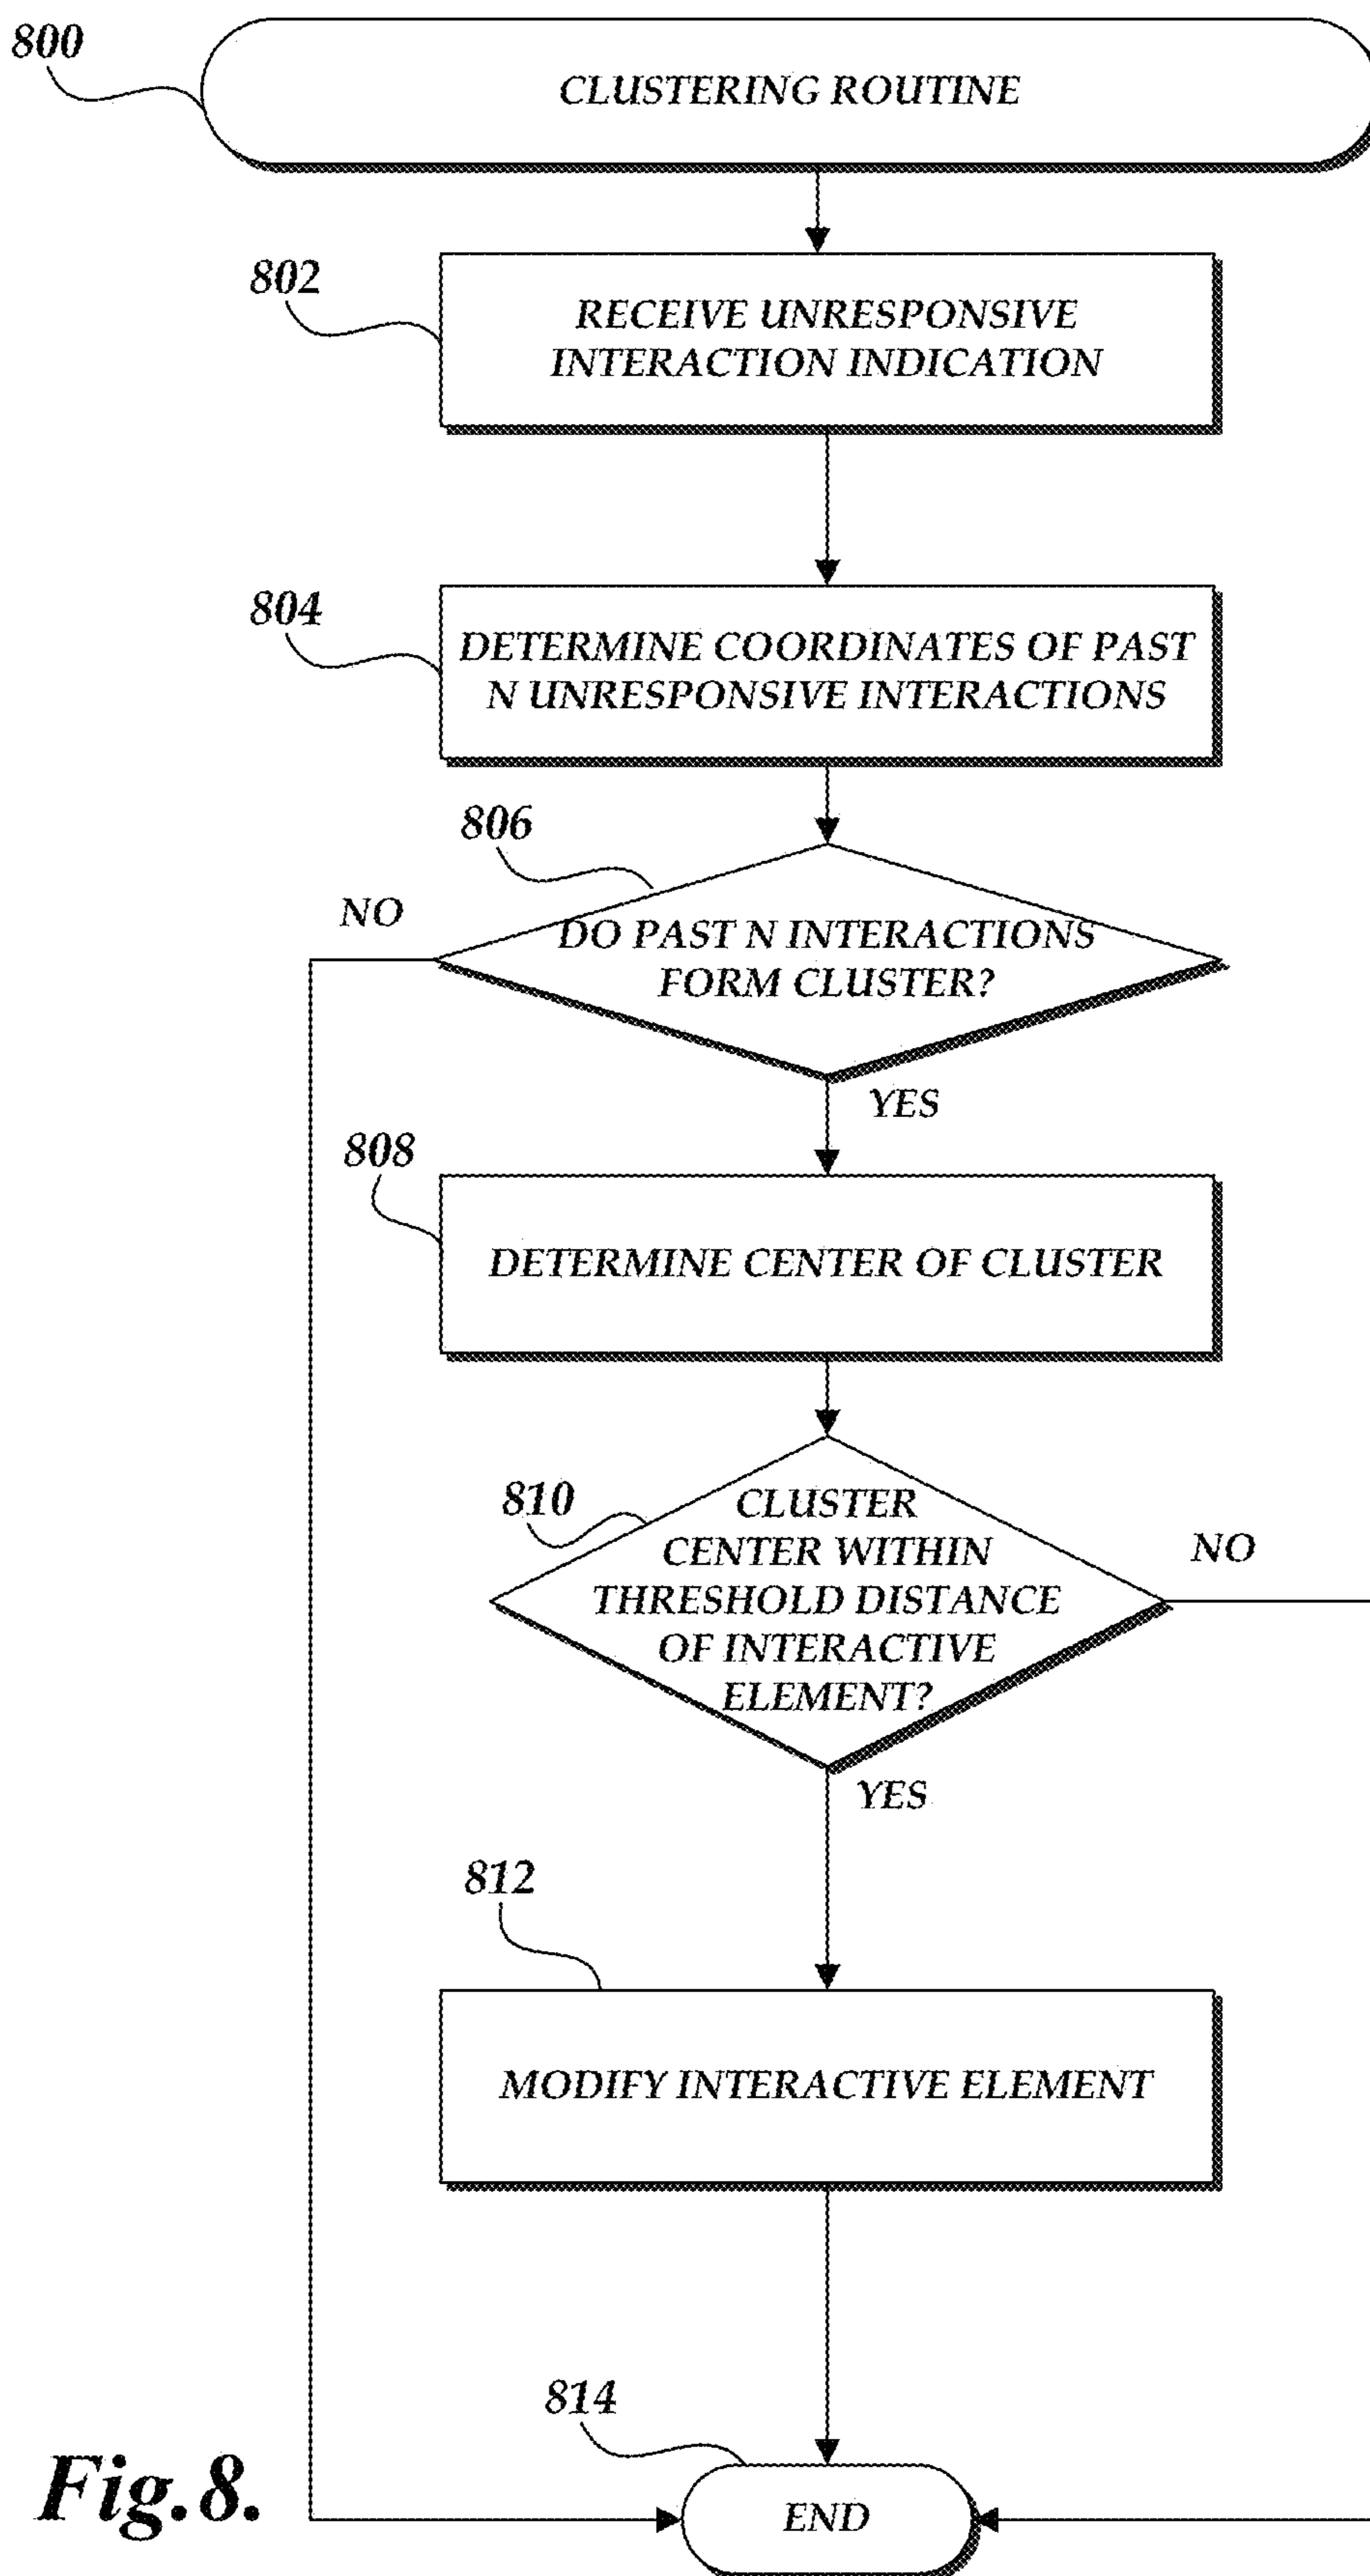 800
CLUSTERING ROUTINE
802
RECEIVE UNRESPONSIVE
INTERACTION INDICATION
804
DETERMINE COORDINATES OF PAST
N UNRESPONSIVE INTERACTIONS
806
NO
DO PAST N INTERACTIONS
FORM CLUSTER?
YES
808
DETERMINE CENTER OF CLUSTER
810
CLUSTER
CENTER WITHIN
THRESHOLD DISTANCE
OF INTERACTIVE
ELEMENT?
NO
YES
812
MODIFY INTERACTIVE ELEMENT
814
END
Fig.8.